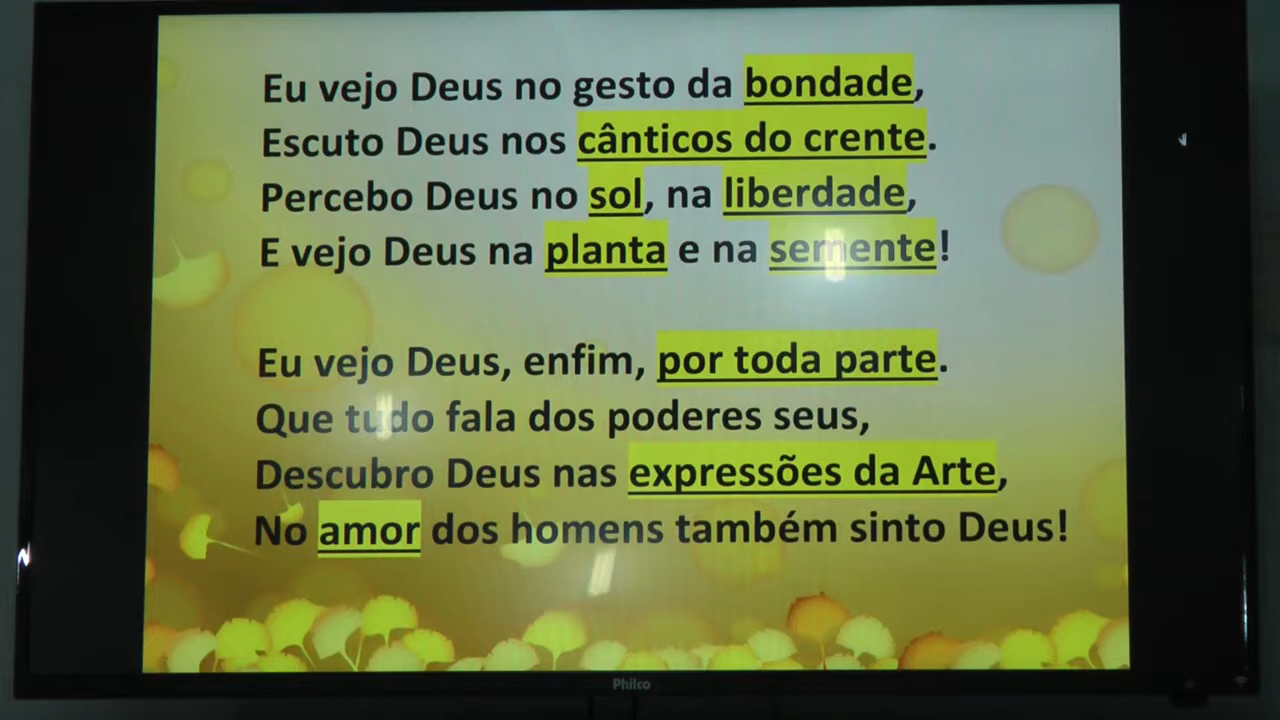 Eu vejo Deus no gesto da bondade,
Escuto Deus nos cânticos do crente.
Percebo Deus no sol, na liberdade,
E vejo Deus na planta e na semente!
Eu vejo Deus, enfim, por toda parte.
Que tudo fala dos poderes seus,
Descubro Deus nas expressões da Arte,
No amor dos homens também sinto Deus!
Philco